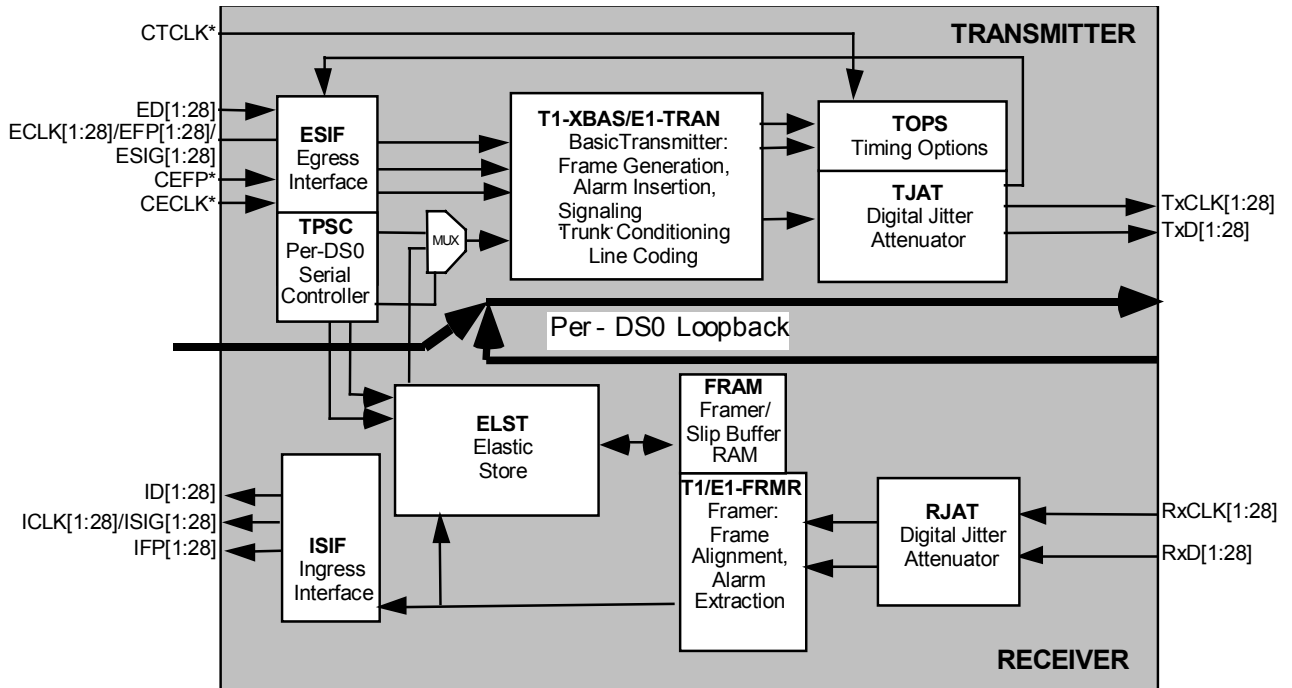 TRANSMITTER
CTCLK*
ED[1:28]
ECLK[1:28]/EFP[1:28]/
ESIG[1:28]
CEFP*
CECLK*
ESIF
Egress
Interface
TPSC
Per-DS0
Serial
Controller
MUX
T1-XBAS/E1-TRAN
BasicTransmitter:
Frame Generation,
Alarm Insertion,
Signaling
Trunk Conditioning
Line Coding
TOPS
Timing Options
TJAT
Digital Jitter
Attenuator
TxCLK[1:28]
TxD[1:28]
Per - DS0 Loopback
ELST
Elastic
Store
FRAM
Framer/
Slip Buffer
RAM
T1/E1-FRMR
Framer:
Frame
Alignment,
Alarm
Extraction
RJAT
Digital Jitter
Attenuator
RxCLK[1:28]
RxD[1:28]
ID[1:28]
ICLK[1:28]/ISIG[1:28]
IFP[1:28]
ISIF
Ingress
Interface
RECEIVER